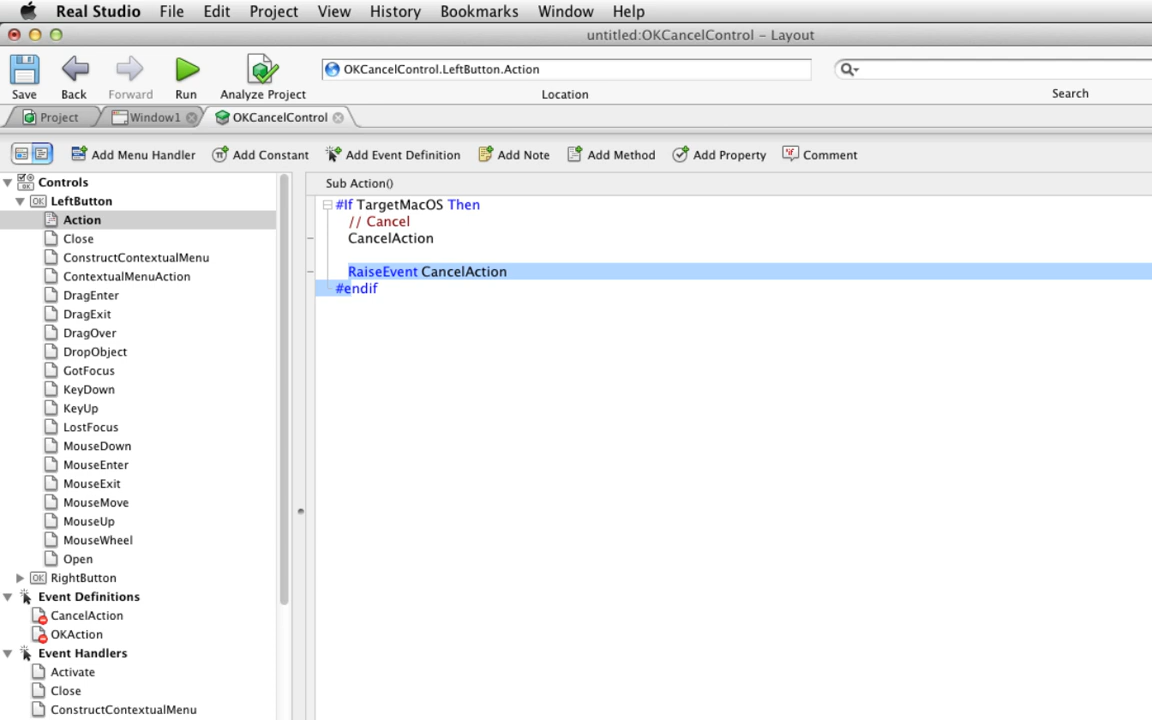 Real Studio File Edit Project View History Bookmarks Window Help
untitled:OKCancelControl – Layout
OKCancelControl.LeftButton.Action
Save Back Forward Run Analyze Project Location Search
Project Window1 OKCancelControl
Add Menu Handler Add Constant Add Event Definition Add Note Add Method Add Property Comment
Controls
LeftButton
Action
Close
ConstructContextualMenu
ContextualMenuAction
DragEnter
DragExit
DragOver
DropObject
GotFocus
KeyDown
KeyUp
LostFocus
MouseDown
MouseEnter
MouseExit
MouseMove
MouseUp
MouseWheel
Open
OK RightButton
Event Definitions
CancelAction
OKAction
Event Handlers
Activate
Close
ConstructContextualMenu
Sub Action()
#If TargetMacOS Then
// Cancel
CancelAction
RaiseEvent CancelAction
#endif